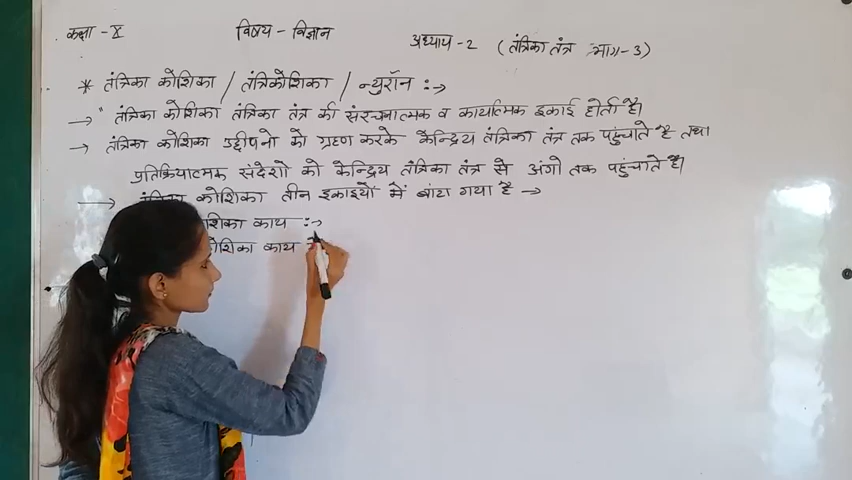 कक्षा - X
विषय - विज्ञान
अध्याय - 2 (तंत्रिका तंत्र भाग-3)
* तंत्रिका कोशिका / तंत्रिकोशिका / न्युरॉन :→
→ " तंत्रिका कोशिका तंत्रिका तंत्र की संरचनात्मक व कार्यात्मक इकाई होती है।
→ तंत्रिका कोशिका उद्दीपनो को ग्रहण करके केन्द्रिय तंत्रिका तंत्र तक पहुंचाते है तथा
प्रतिक्रियात्मक संदेशो को केन्द्रिय तंत्रिका तंत्र से अंगो तक पहुंचाते है।
→ कोशिका तीन इकाइयों में बांटा गया है →
काय :→
कोशिका काय